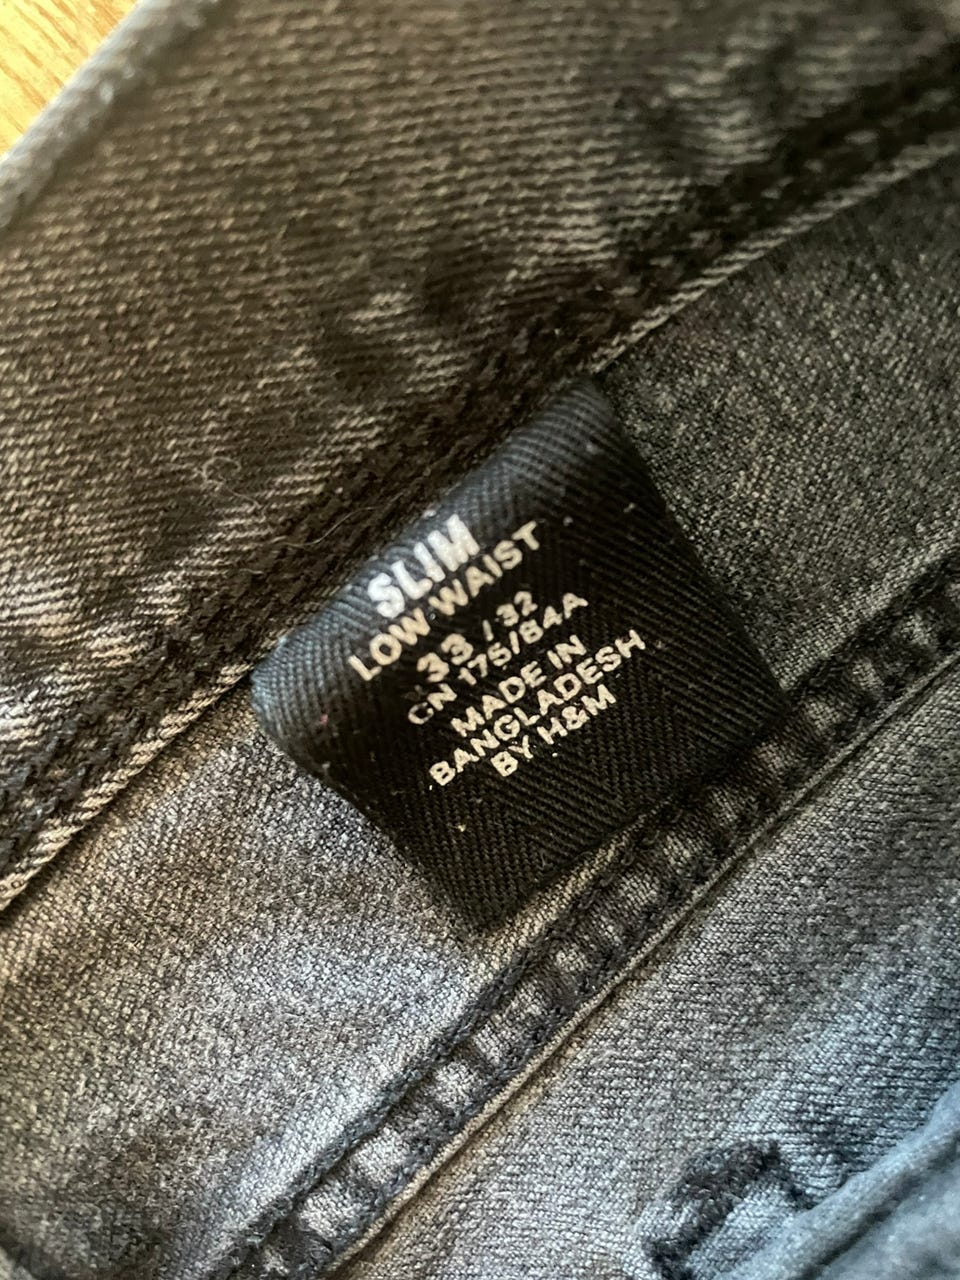 SLIM
LOW WAIST
33 / 32
CN 175/84A
MADE IN
BANGLADESH
BY H&M